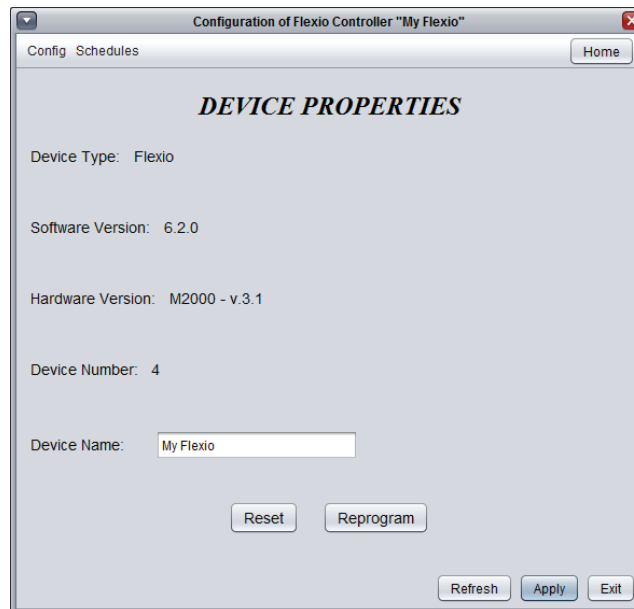 Configuration of Flexio Controller "My Flexio"
Config Schedules Home
DEVICE PROPERTIES
Device Type: Flexio
Software Version: 6.2.0
Hardware Version: M2000 - v.3.1
Device Number: 4
Device Name: My Flexio
Reset Reprogram
Refresh Apply Exit